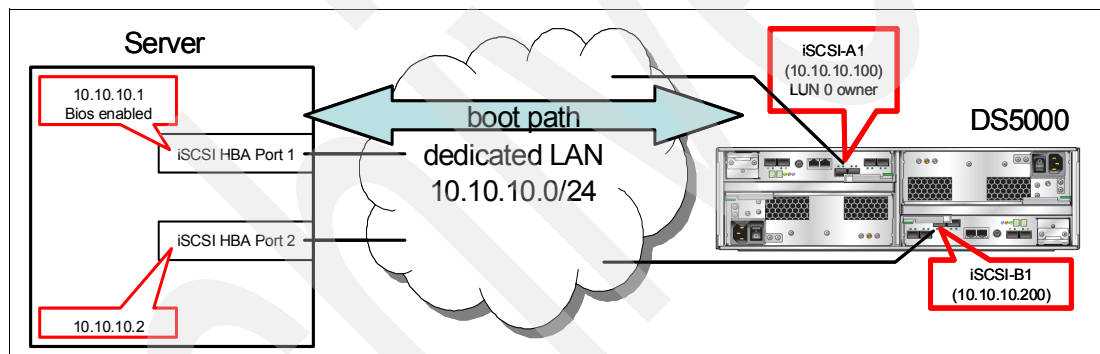 Server
10.10.10.1
Bios enabled
iSCSI HBA Port 1
iSCSI HBA Port 2
10.10.10.2
boot path
dedicated LAN
10.10.10.0/24
iSCSI-A1
(10.10.10.100)
LUN 0 owner
DS5000
iSCSI-B1
(10.10.10.200)